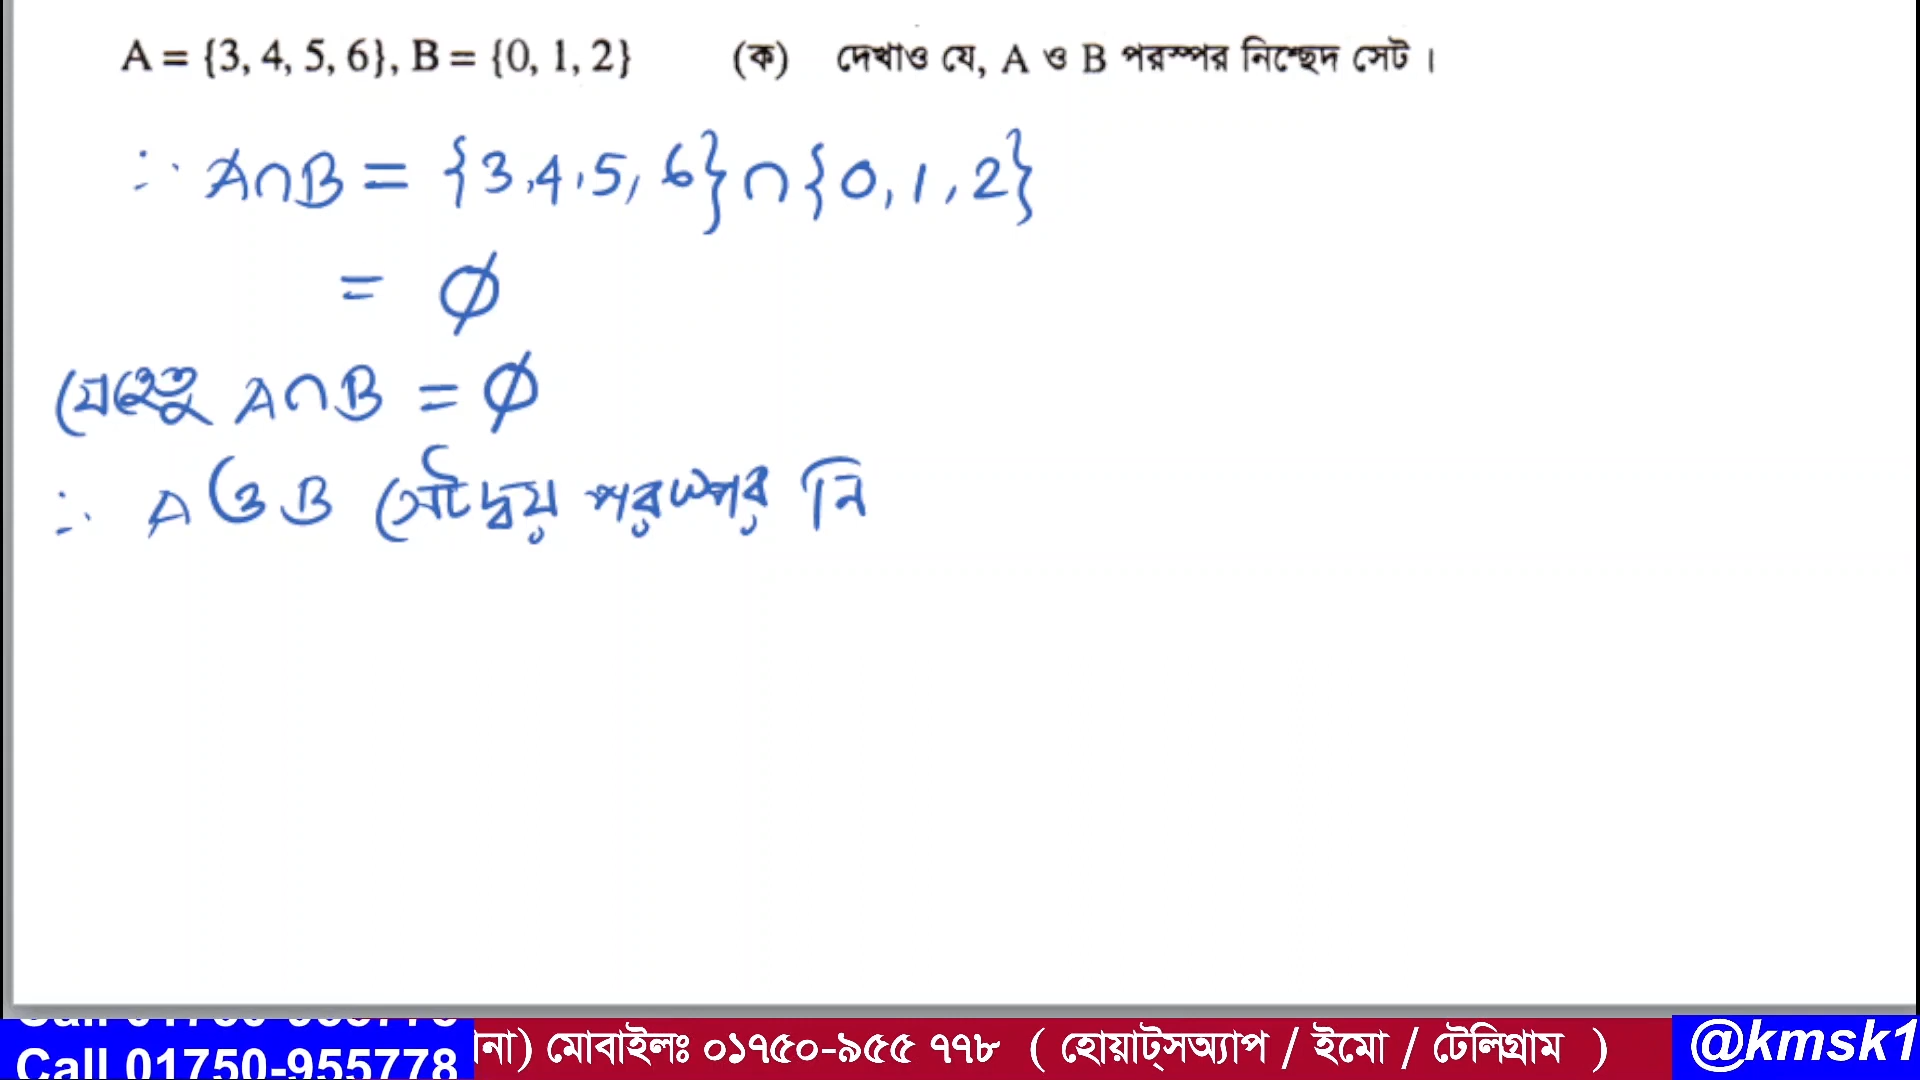 A = {3, 4, 5, 6}, B = {0, 1, 2} (ক) দেখাও যে, A ও B পরস্পর নিশ্ছেদ সেট ।
∴ A∩B = {3,4,5,6}∩{0,1,2}
= ∅
যেহেতু A∩B = ∅
∴ A ও B সেটদ্বয় পরস্পর নি
Call 01750-955778
না) মোবাইলঃ ০১৭৫০-৯৫৫ ৭৭৮ ( হোয়াট্সঅ্যাপ / ইমো / টেলিগ্রাম )
@kmsk1